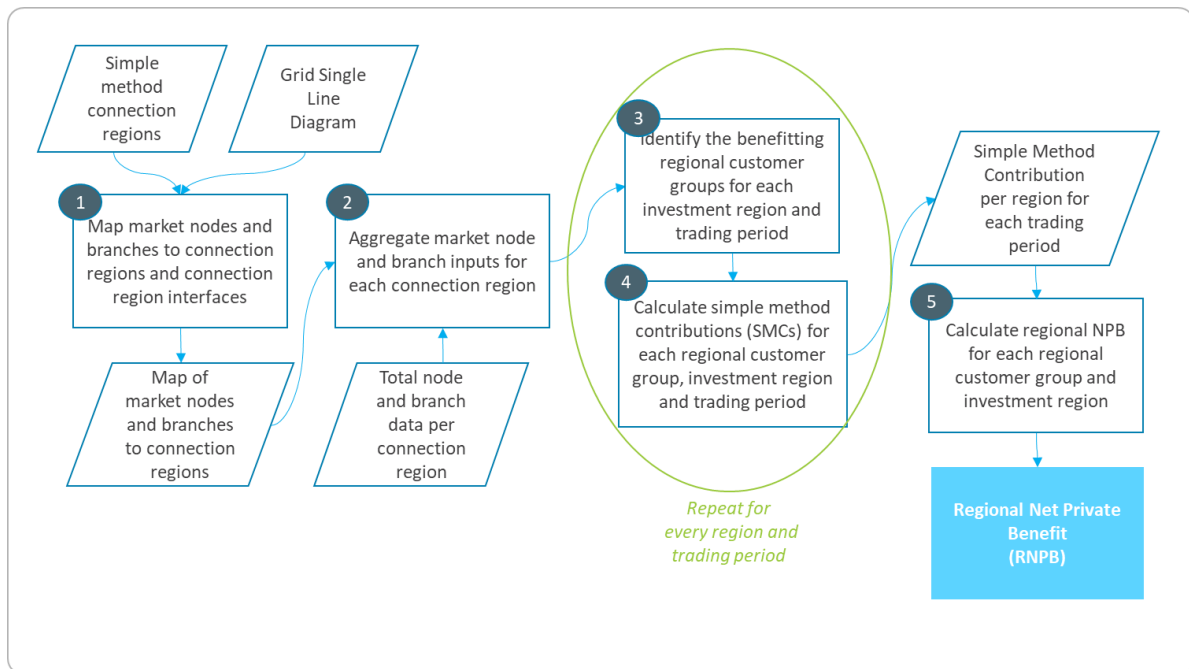 Simple
method
connection
regions
Grid Single
Line
Diagram
1
Map market nodes and
branches to connection
regions and connection
region interfaces
Map of
market nodes
and branches
to connection
regions
2
Aggregate market node
and branch inputs for
each connection region
Total node
and branch
data per
connection
region
3
Identify the benefitting
regional customer
groups for each
investment region and
trading period
4
Calculate simple method
contributions (SMCs) for
each regional customer
group, investment region
and trading period
Repeat for
every region and
trading period
Simple Method
Contribution
per region for
each trading
period
5
Calculate regional NPB
for each regional
customer group and
investment region
Regional Net Private
Benefit
(RNPB)